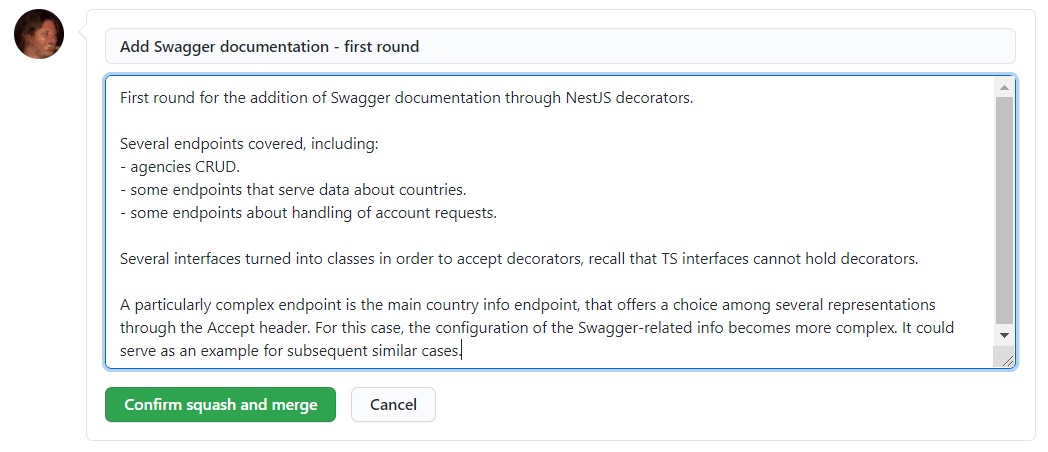 Add Swagger documentation - first round
First round for the addition of Swagger documentation through NestJS decorators.
Several endpoints covered, including:
- agencies CRUD.
- some endpoints that serve data about countries.
- some endpoints about handling of account requests.
Several interfaces turned into classes in order to accept decorators, recall that TS interfaces cannot hold decorators.
A particularly complex endpoint is the main country info endpoint, that offers a choice among several representations
through the Accept header. For this case, the configuration of the Swagger-related info becomes more complex. It could
serve as an example for subsequent similar cases.
Confirm squash and merge Cancel